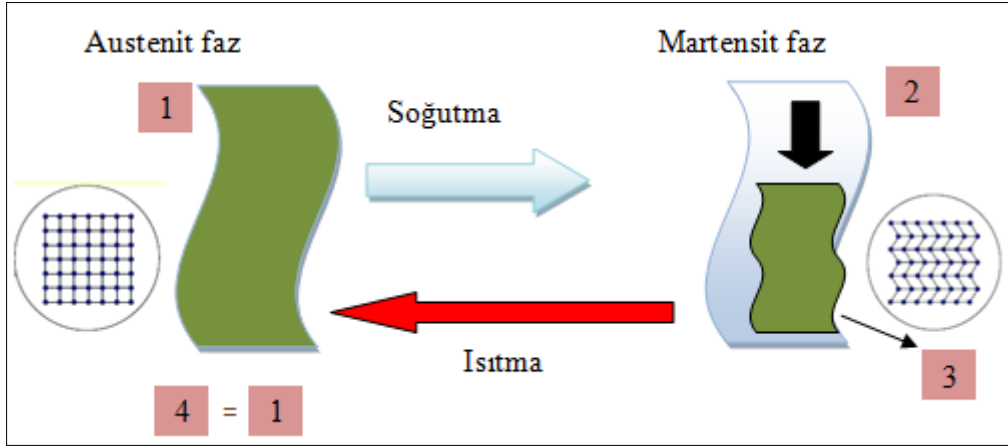 Austenit faz
Martensit faz
1
2
Soğutma
Isıtma
3
4 = 1